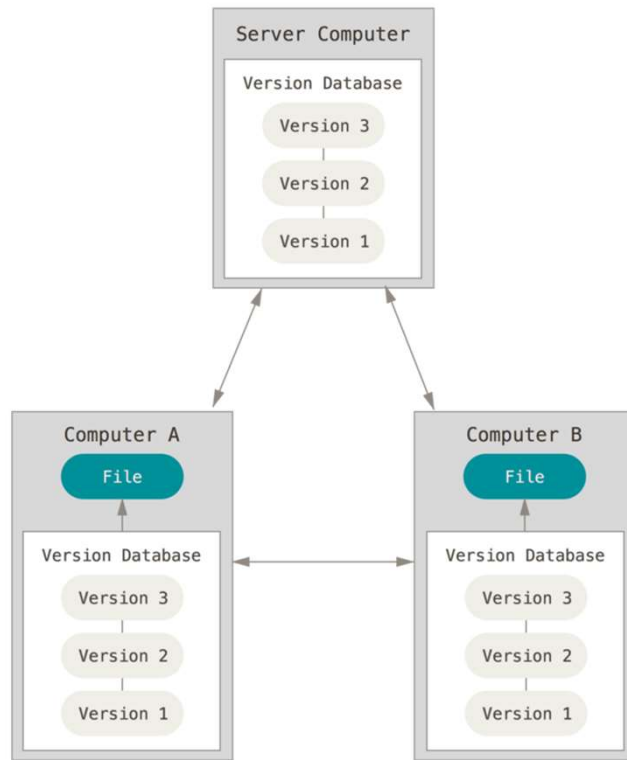 Server Computer
Version Database
Version 3
Version 2
Version 1
Computer A
File
Version Database
Version 3
Version 2
Version 1
Computer B
File
Version Database
Version 3
Version 2
Version 1